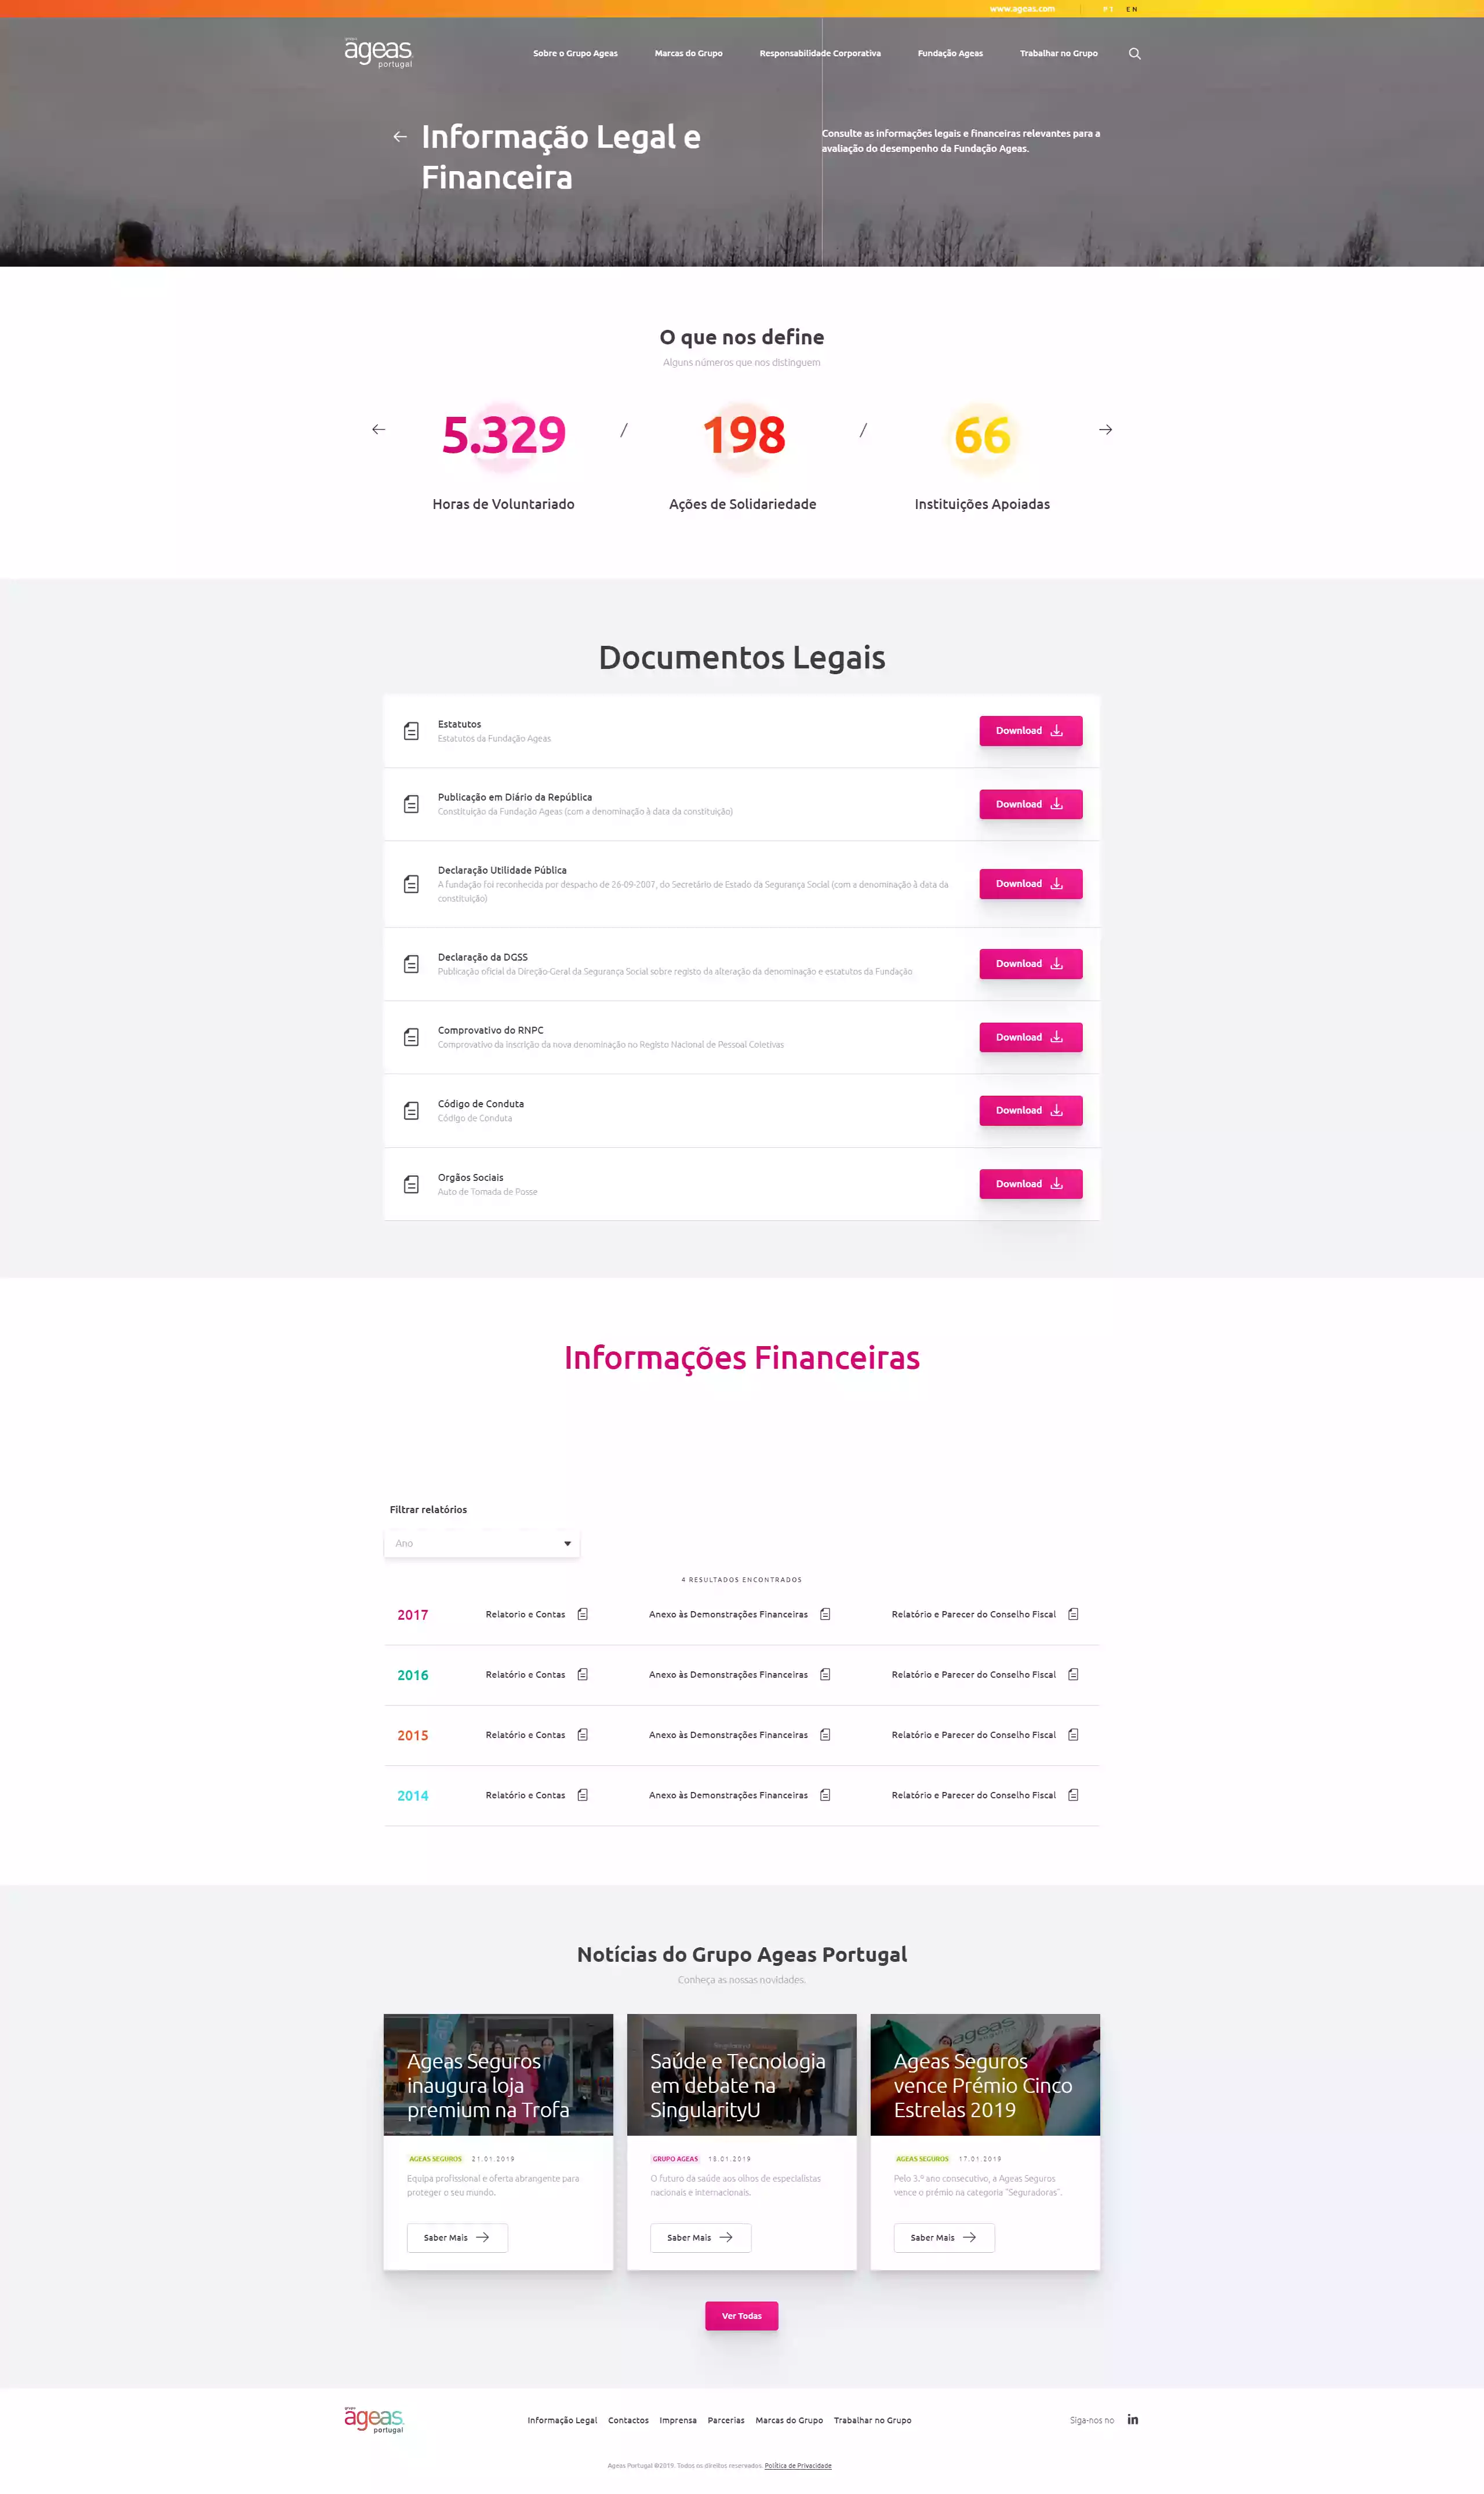 www.ageas.com
PT EN
grupo
ageas
portugal
Sobre o Grupo Ageas
Marcas do Grupo
Responsabilidade Corporativa
Fundação Ageas
Trabalhar no Grupo
Informação Legal e
Financeira
Consulte as informações legais e financeiras relevantes para a
avaliação do desempenho da Fundação Ageas.
O que nos define
Alguns números que nos distinguem
5.329 / 198 / 66
Horas de Voluntariado
Ações de Solidariedade
Instituições Apoiadas
Documentos Legais
Estatutos
Estatutos da Fundação Ageas
Download
Publicação em Diário da República
Constituição da Fundação Ageas (com a denominação à data da constituição)
Download
Declaração Utilidade Pública
A fundação foi reconhecida por despacho de 26-09-2007, do Secretário de Estado da Segurança Social (com a denominação à data da
constituição)
Download
Declaração da DGSS
Publicação oficial da Direção-Geral da Segurança Social sobre registo da alteração da denominação e estatutos da Fundação
Download
Comprovativo do RNPC
Comprovativo da inscrição da nova denominação no Registo Nacional de Pessoal Coletivas
Download
Código de Conduta
Código de Conduta
Download
Orgãos Sociais
Auto de Tomada de Posse
Download
Informações Financeiras
Filtrar relatórios
Ano
4 RESULTADOS ENCONTRADOS
2017 Relatorio e Contas Anexo às Demonstrações Financeiras Relatório e Parecer do Conselho Fiscal
2016 Relatório e Contas Anexo às Demonstrações Financeiras Relatório e Parecer do Conselho Fiscal
2015 Relatório e Contas Anexo às Demonstrações Financeiras Relatório e Parecer do Conselho Fiscal
2014 Relatório e Contas Anexo às Demonstrações Financeiras Relatório e Parecer do Conselho Fiscal
Notícias do Grupo Ageas Portugal
Conheça as nossas novidades.
Ageas Seguros
inaugura loja
premium na Trofa
AGEAS SEGUROS 21.01.2019
Equipa profissional e oferta abrangente para
proteger o seu mundo.
Saber Mais
Saúde e Tecnologia
em debate na
SingularityU
GRUPO AGEAS 18.01.2019
O futuro da saúde aos olhos de especialistas
nacionais e internacionais.
Saber Mais
ageas
Ageas Seguros
vence Prémio Cinco
Estrelas 2019
AGEAS SEGUROS 17.01.2019
Pelo 3.º ano consecutivo, a Ageas Seguros
vence o prémio na categoria "Seguradoras".
Saber Mais
Ver Todas
grupo
ageas
portugal
Informação Legal
Contactos
Imprensa
Parcerias
Marcas do Grupo
Trabalhar no Grupo
Siga-nos no in
Ageas Portugal ©2019. Todos os direitos reservados. Política de Privacidade